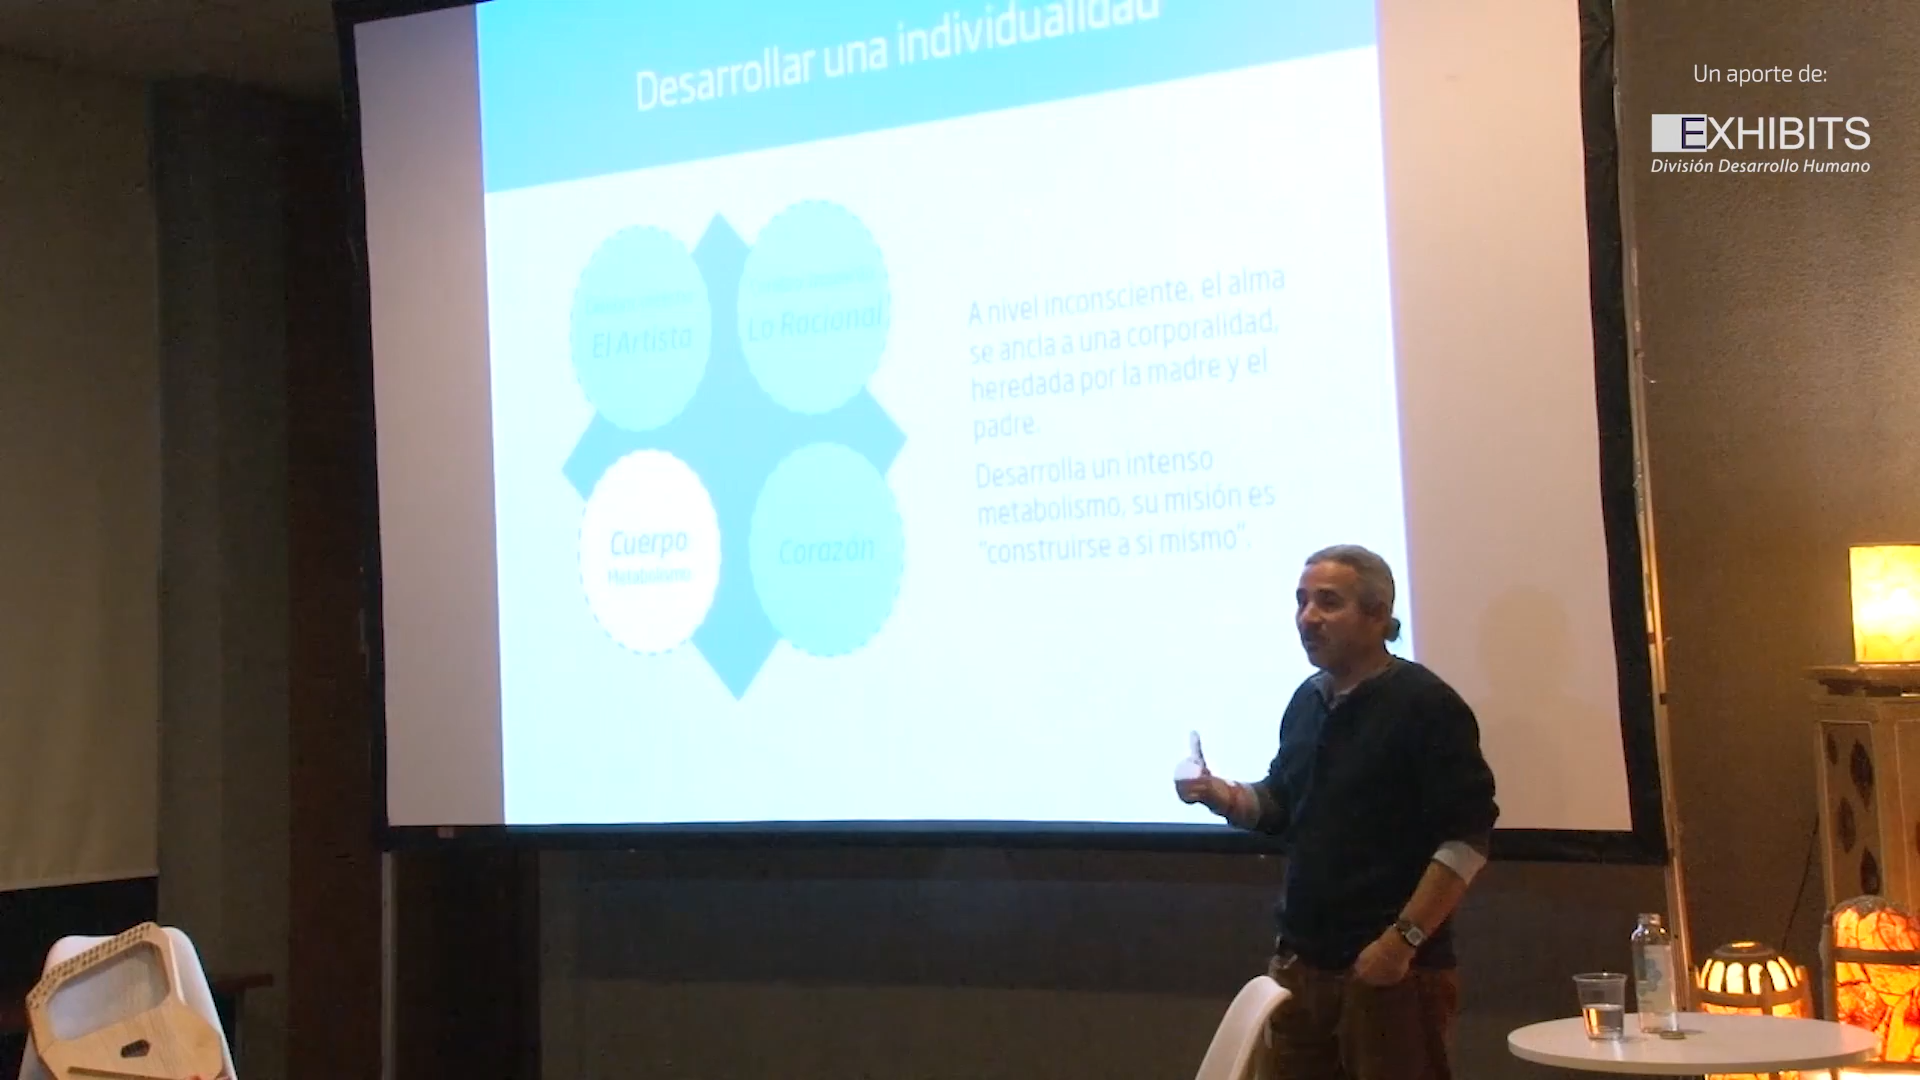 Desarrollar una individualidad
Un aporte de:
EXHIBITS
División Desarrollo Humano
El Artista
Lo Racional
Cuerpo
Metabolismo
Corazón
A nivel inconsciente, el alma
se ancla a una corporalidad,
heredada por la madre y el
padre.
Desarrolla un intenso
metabolismo, su misión es
"construirse a si mismo".